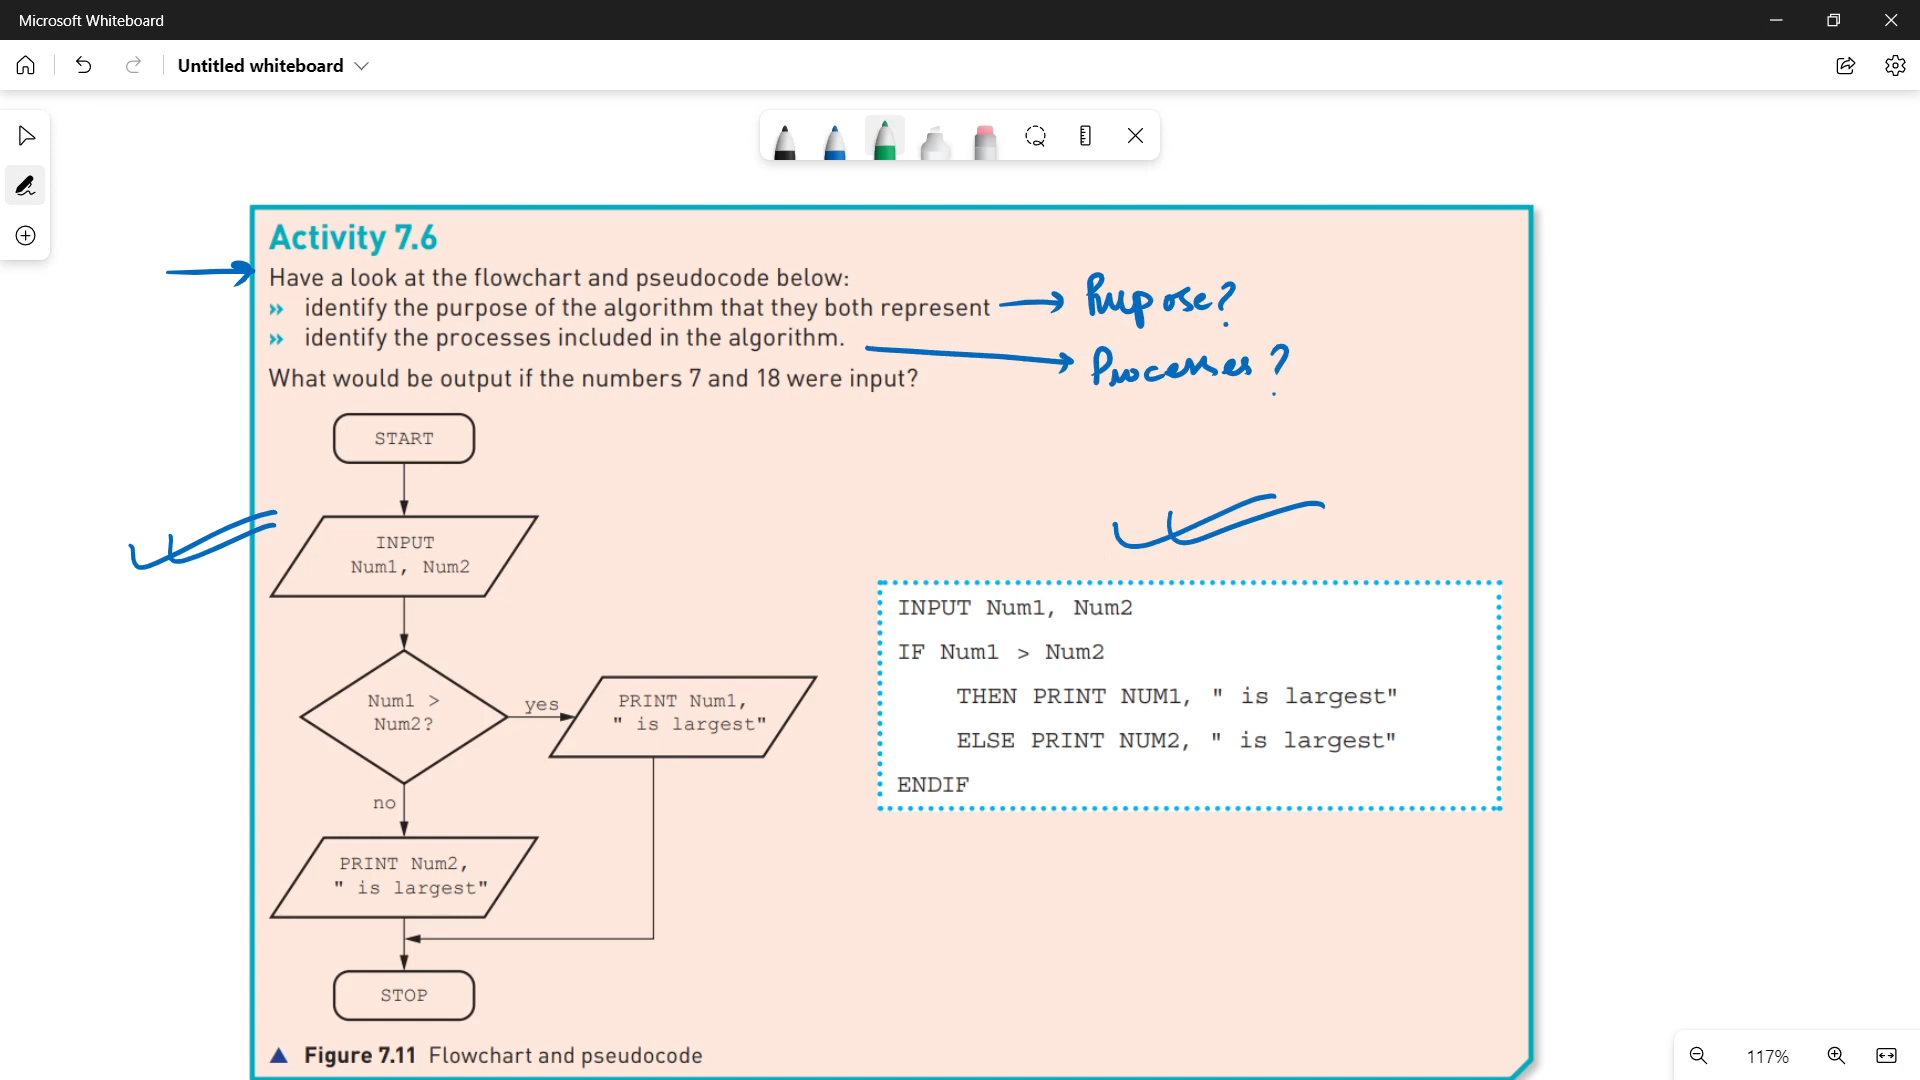 Microsoft Whiteboard
Untitled whiteboard
Activity 7.6
Have a look at the flowchart and pseudocode below:
» identify the purpose of the algorithm that they both represent
Purpose?
» identify the processes included in the algorithm.
Processes?
What would be output if the numbers 7 and 18 were input?
START
INPUT
Num1, Num2
Num1 >
Num2?
yes
PRINT Num1,
" is largest"
no
PRINT Num2,
" is largest"
STOP
INPUT Num1, Num2
IF Num1 > Num2
THEN PRINT NUM1, " is largest"
ELSE PRINT NUM2, " is largest"
ENDIF
▲ Figure 7.11 Flowchart and pseudocode
117%